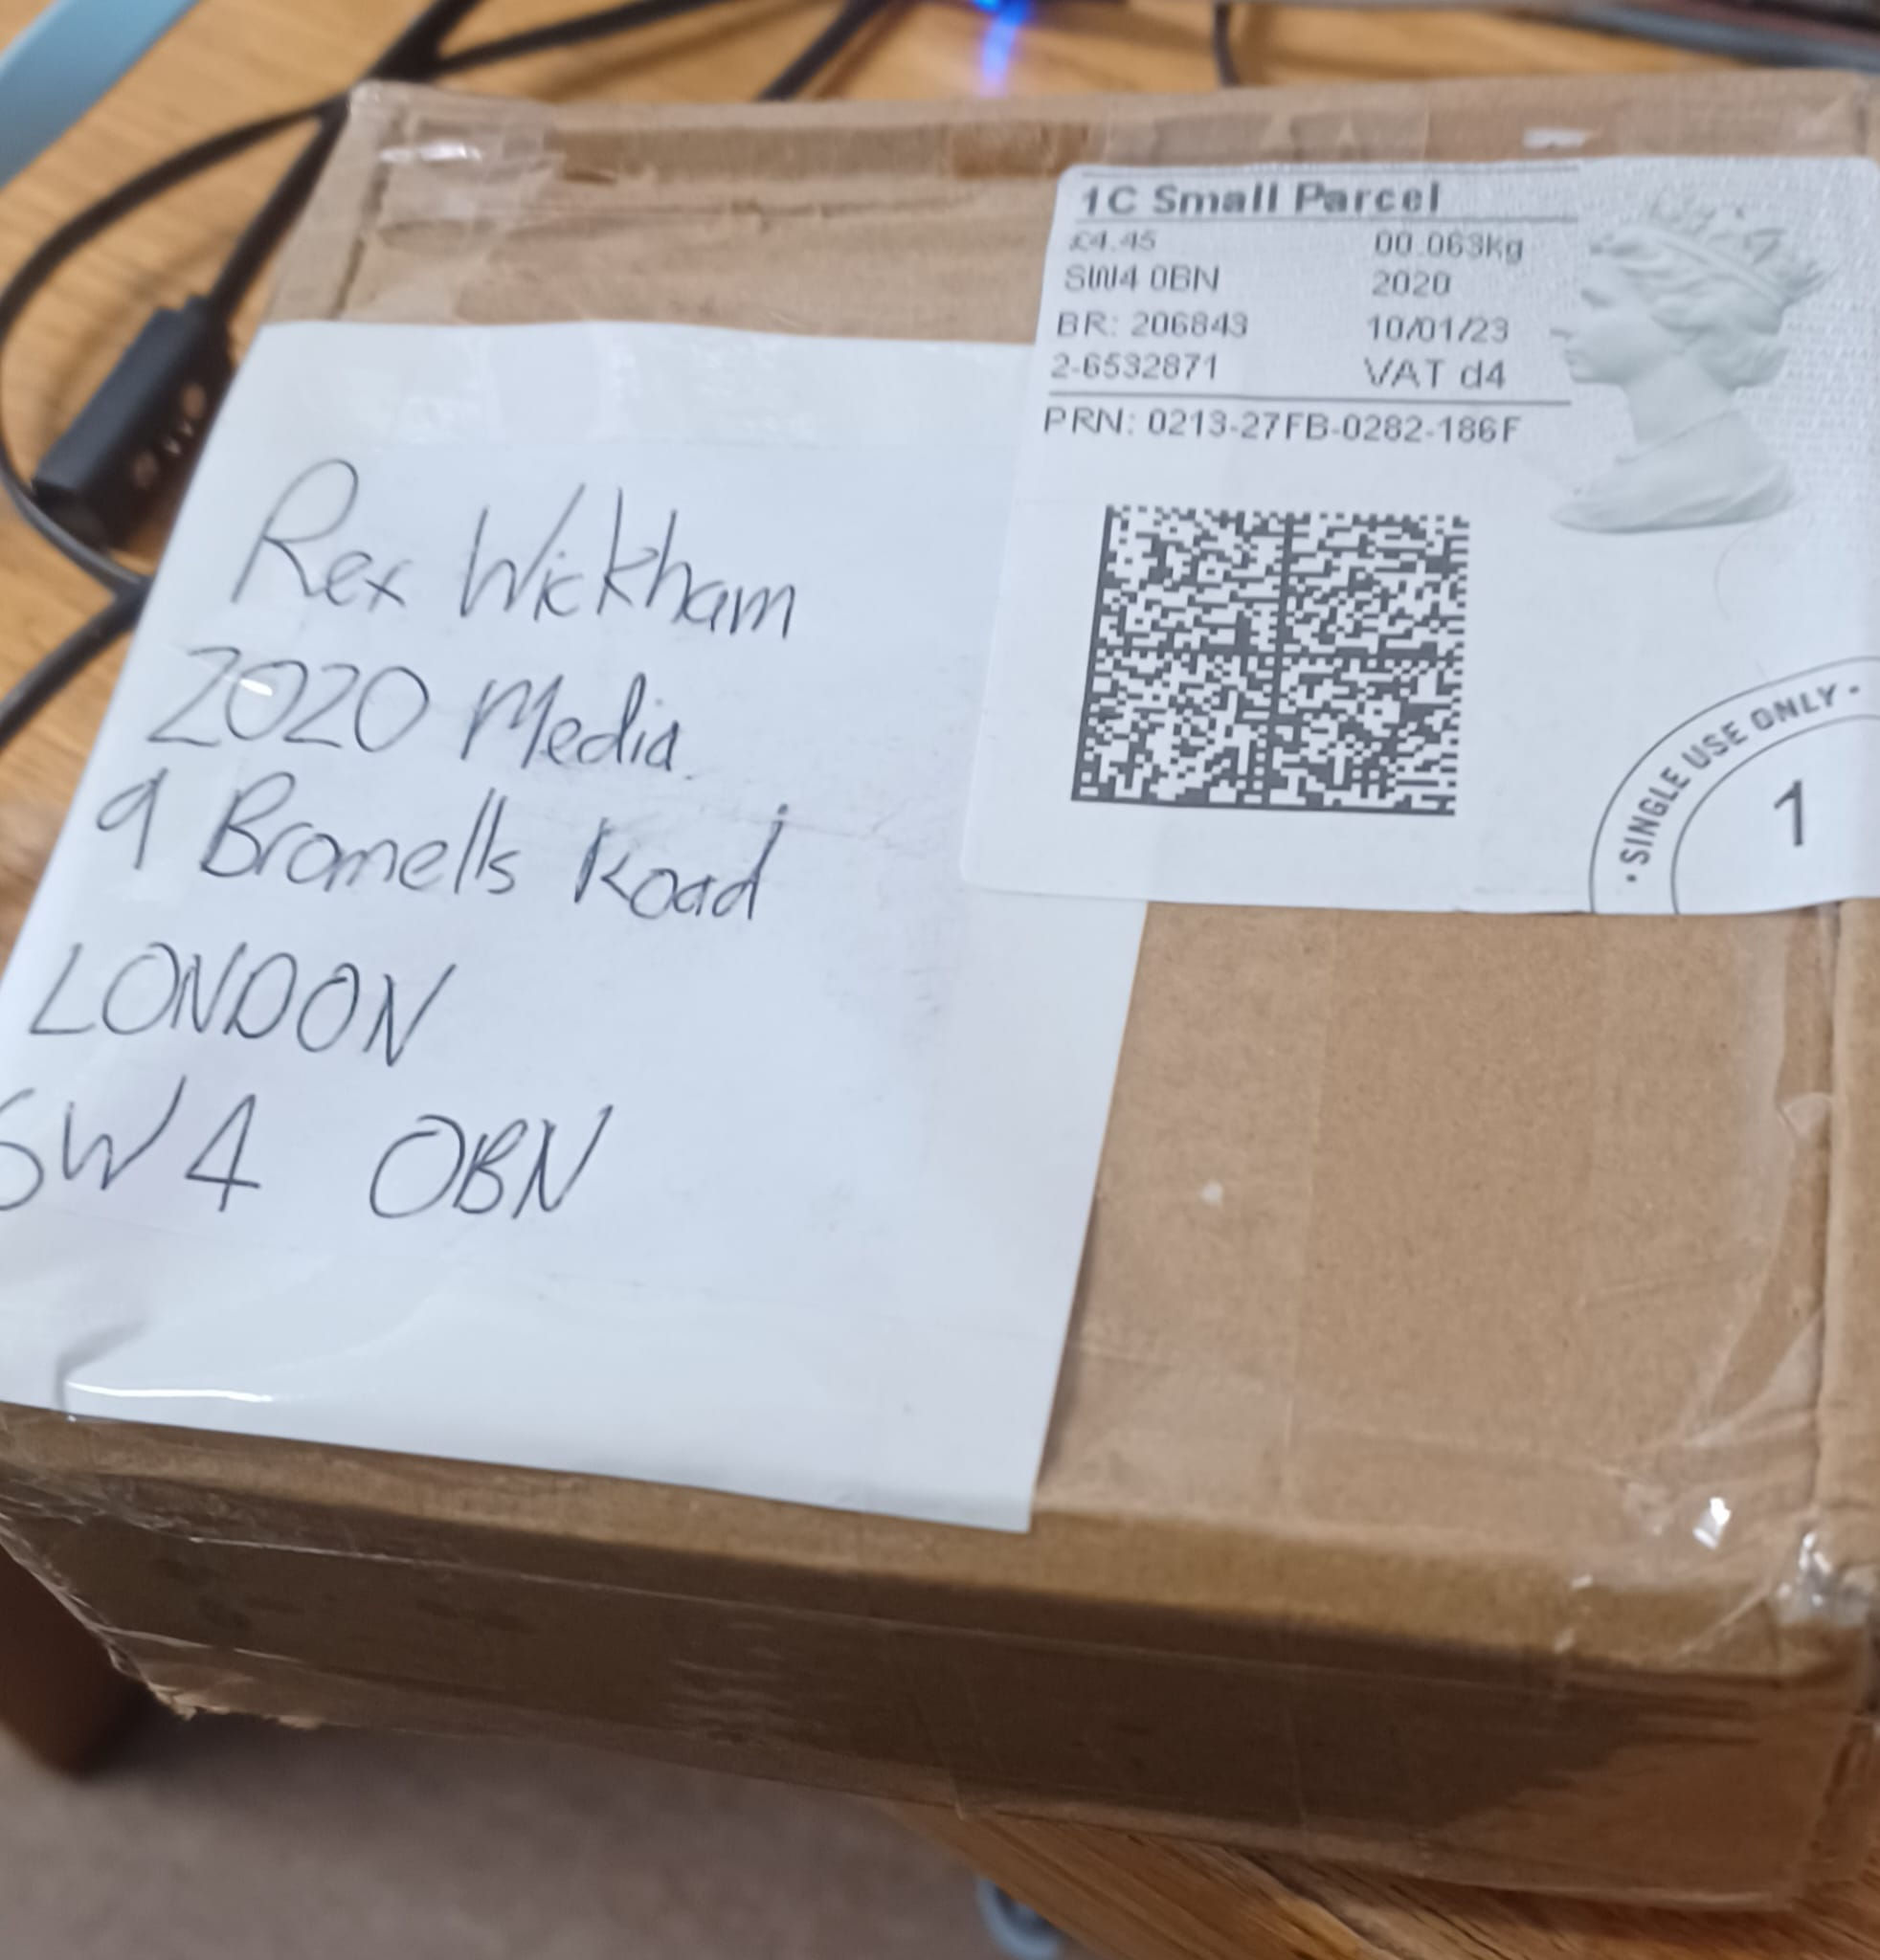 1C Small Parcel
£4.45 00.063Kg
SW4 0BN 2020
BR: 206843 10/01/23
2-6532871 VAT d4
PRN: 0213-27FB-0282-186F
• SINGLE USE ONLY •
1
Rex Wickham
2020 Media
9 Bromells Road
LONDON
SW4 0BN